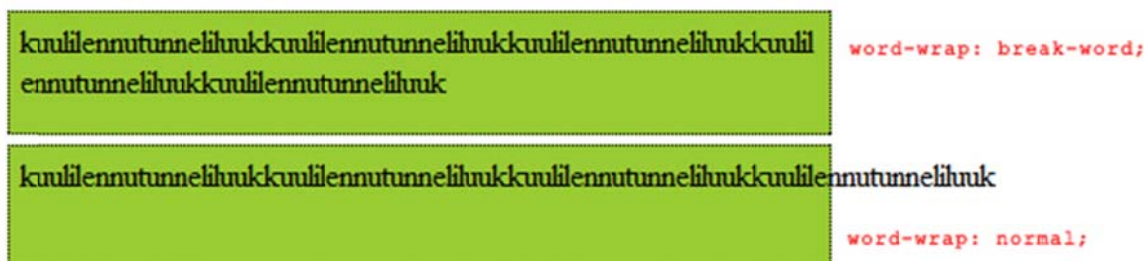 kuulilennutunneliluukkuulilennutunneliluukkuulilennutunneliluukkuulil
word-wrap: break-word;
ennutunneliluukkuulilennutunneliluuk
kuulilennutunneliluukkuulilennutunneliluukkuulilennutunneliluukkuulilennutunneliluuk
word-wrap: normal;